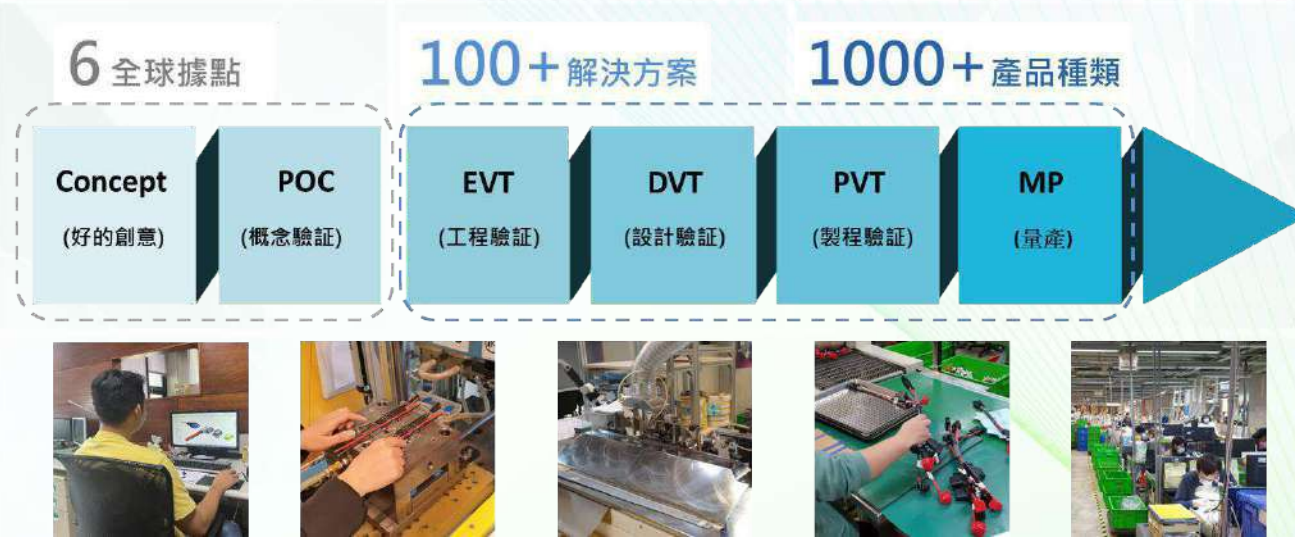 6 全球據點
100+ 解決方案
1000+ 產品種類
Concept
(好的創意)
POC
(概念驗証)
EVT
(工程驗証)
DVT
(設計驗証)
PVT
(製程驗証)
MP
(量產)